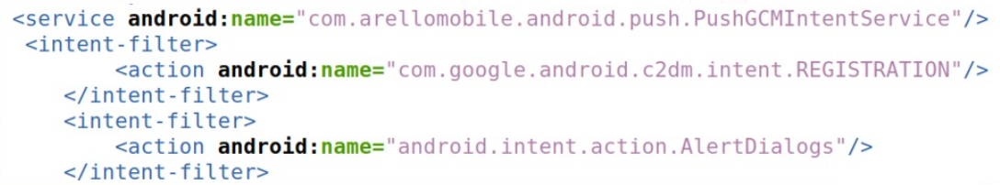 <service android:name="com.arellomobile.android.push.PushGCMIntentService"/>
<intent-filter>
<action android:name="com.google.android.c2dm.intent.REGISTRATION"/>
</intent-filter>
<intent-filter>
<action android:name="android.intent.action.AlertDialogs"/>
</intent-filter>